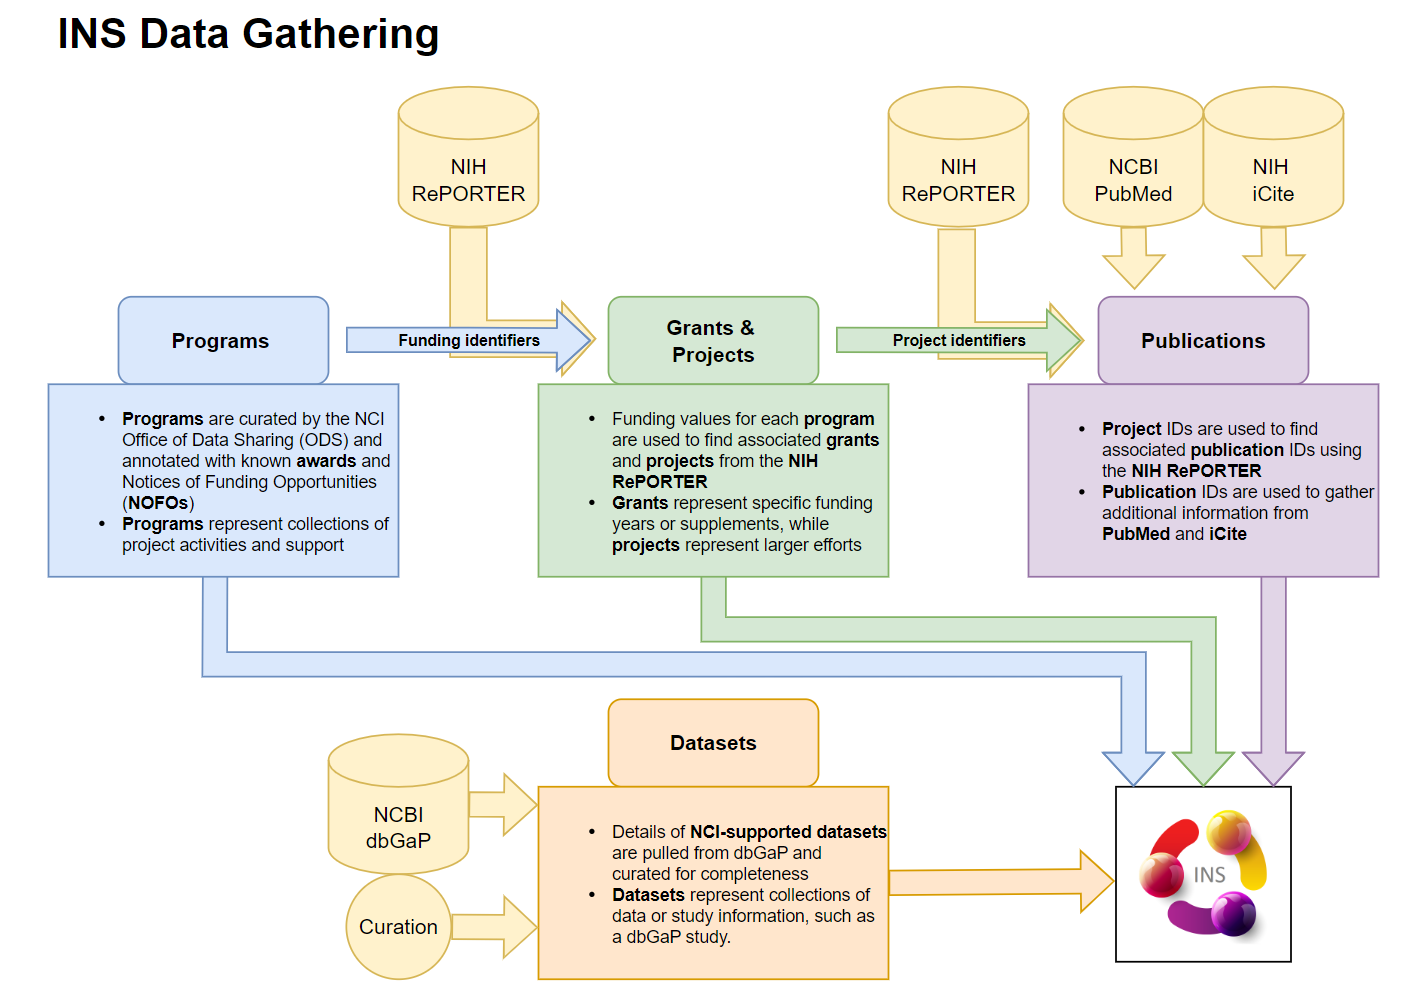 INS Data Gathering
NIH
RePORTER
NIH
RePORTER
NCBI
PubMed
NIH
iCite
Programs
Funding identifiers
Grants &
Projects
Project identifiers
Publications
• Programs are curated by the NCI
Office of Data Sharing (ODS) and
annotated with known awards and
Notices of Funding Opportunities
(NOFOs)
• Programs represent collections of
project activities and support
• Funding values for each program
are used to find associated grants
and projects from the NIH
RePORTER
• Grants represent specific funding
years or supplements, while
projects represent larger efforts
• Project IDs are used to find
associated publication IDs using
the NIH RePORTER
• Publication IDs are used to gather
additional information from
PubMed and iCite
Datasets
NCBI
dbGaP
Curation
• Details of NCI-supported datasets
are pulled from dbGaP and
curated for completeness
• Datasets represent collections of
data or study information, such as
a dbGaP study.
INS